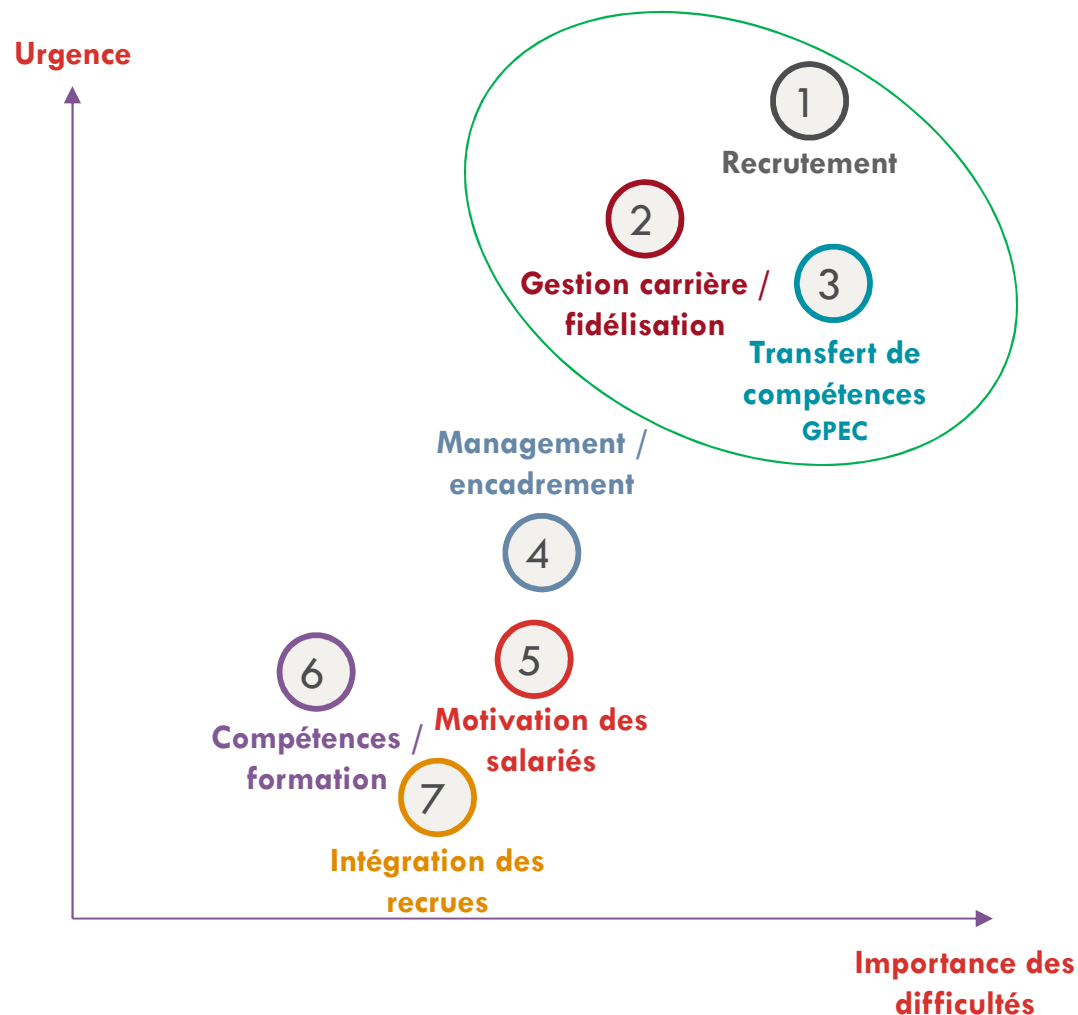 Urgence
1
Recrutement
2
Gestion carrière /
fidélisation
3
Transfert de
compétences
GPEC
Management /
encadrement
4
5
Motivation des
salariés
6
Compétences /
formation
7
Intégration des
recrues
Importance des
difficultés